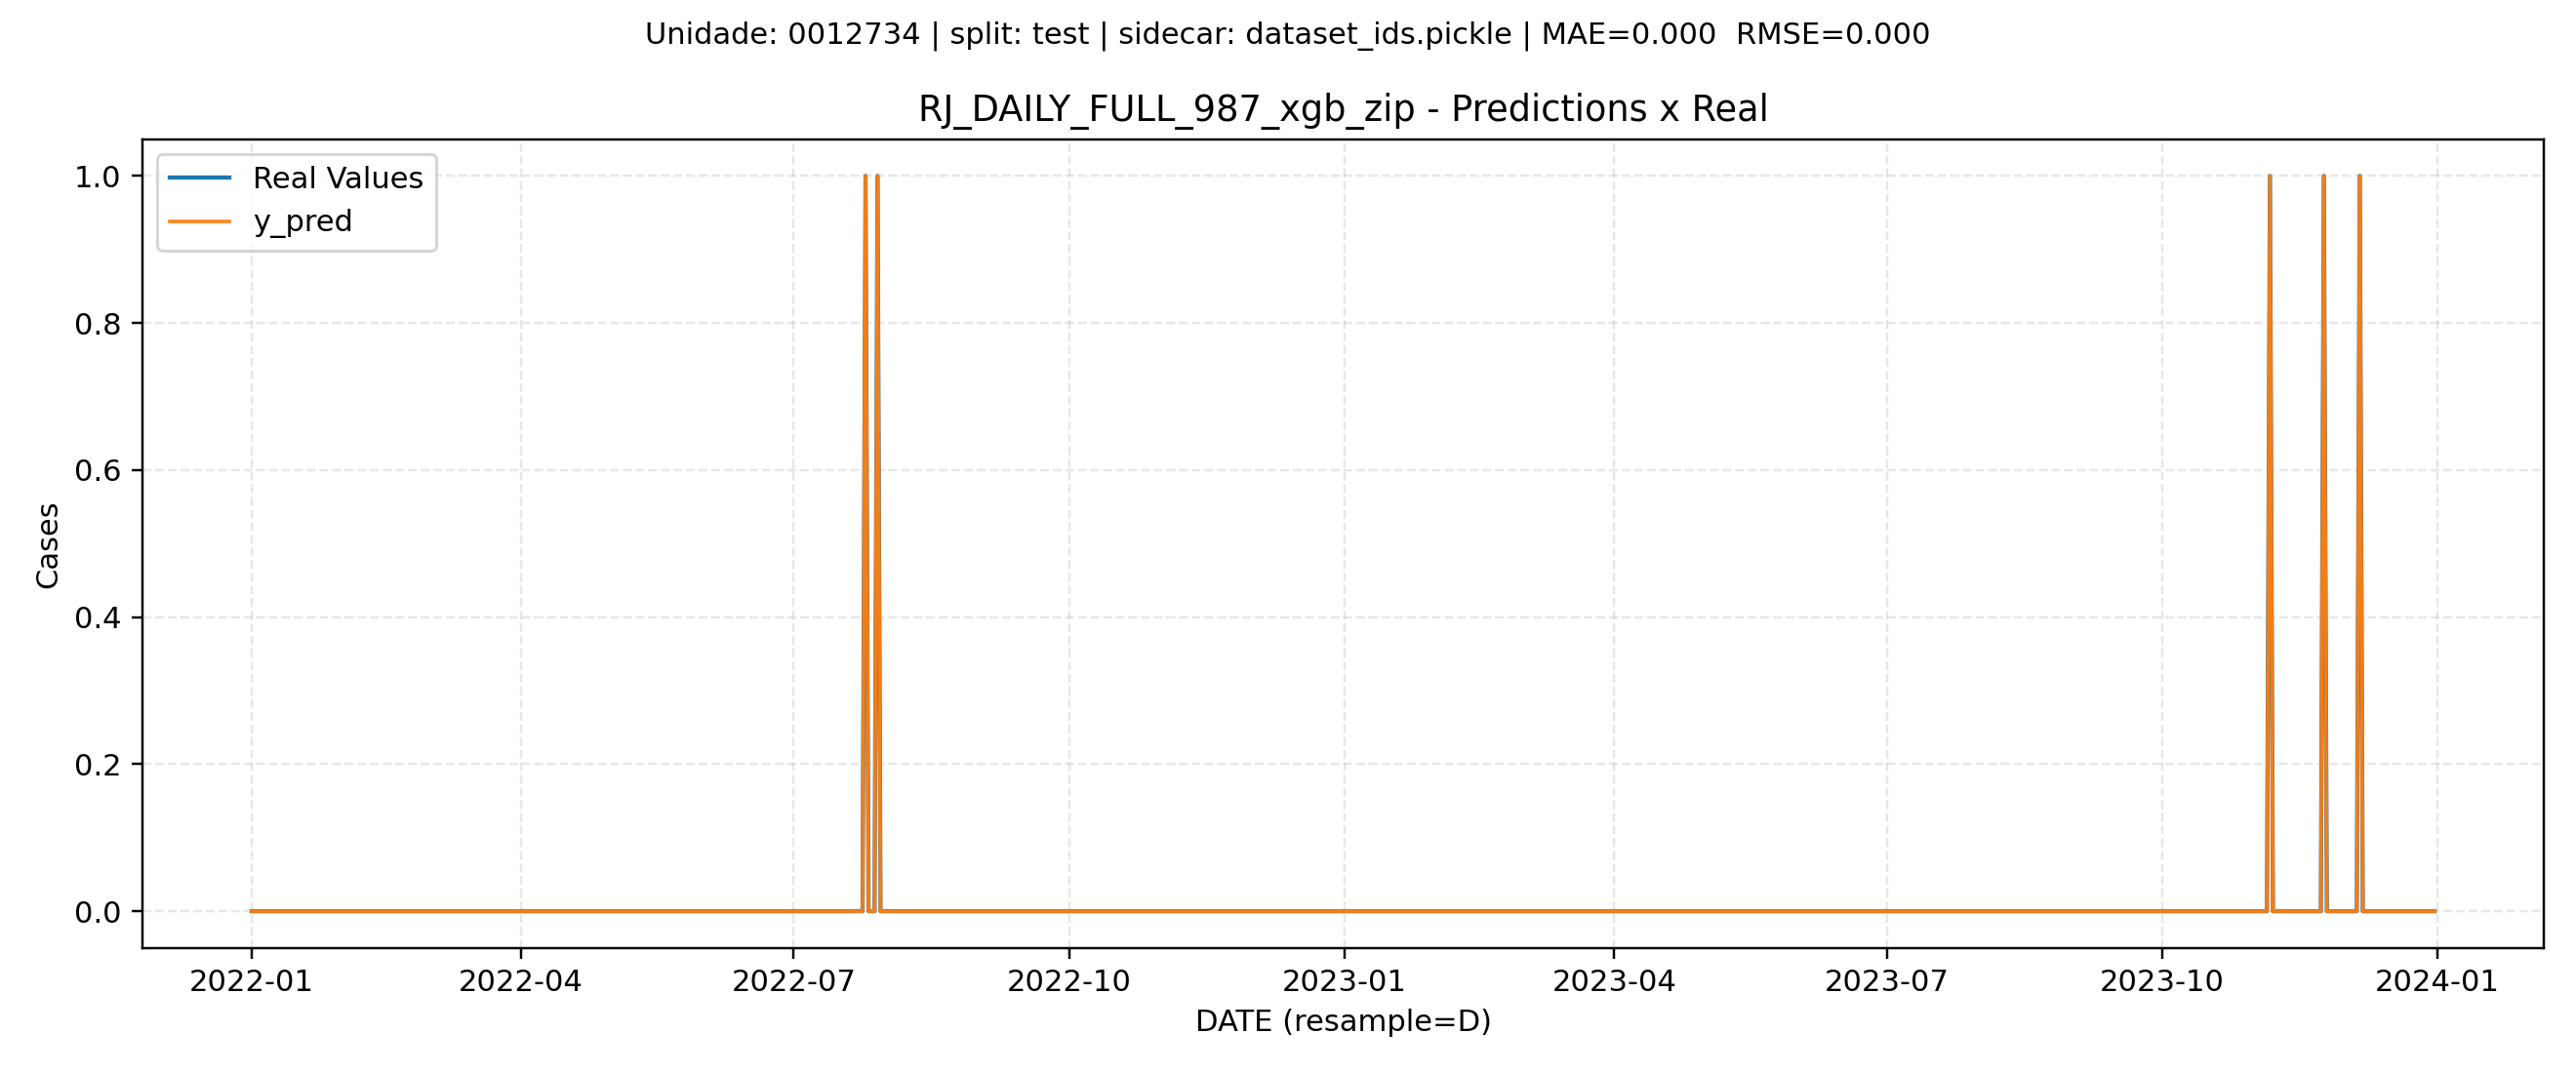 Unidade: 0012734 | split: test | sidecar: dataset_ids.pickle | MAE=0.000  RMSE=0.000
RJ_DAILY_FULL_987_xgb_zip - Predictions x Real
Real Values
y_pred
1.0
0.8
0.6
0.4
0.2
0.0
Cases
2022-01 2022-04 2022-07 2022-10 2023-01 2023-04 2023-07 2023-10 2024-01
DATE (resample=D)